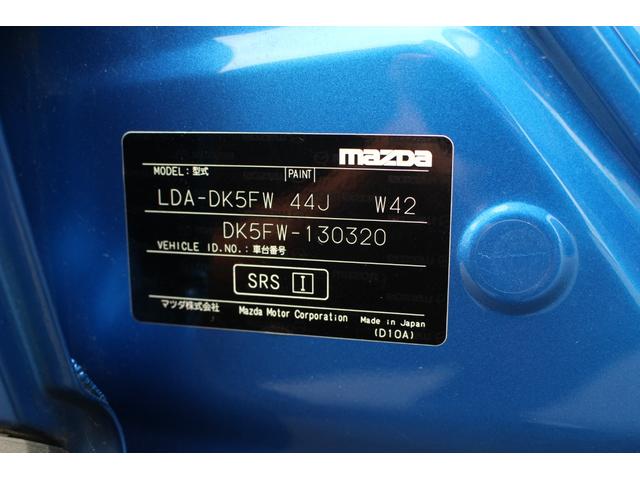 mazda
MODEL: 型式 PAINT
LDA-DK5FW 44J W42
DK5FW-130320
VEHICLE ID.NO.: 車台番号
SRS I
マツダ株式会社 Mazda Motor Corporation Made in Japan
(D10A)